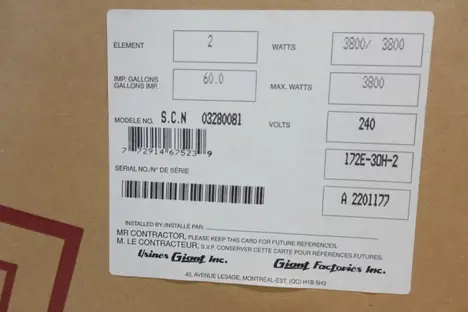 ELEMENT 2 WATTS 3800/ 3800
IMP. GALLONS
GALLONS IMP. 60.0 MAX. WATTS 3800
MODELE NO. S.C.N 03280081 VOLTS 240
7 72914 67523 9
172E-30H-2
SERIAL NO./N° DE SÉRIE
A 2201177
INSTALLED BY:/INSTALLÉ PAR:
MR CONTRACTOR, PLEASE KEEP THIS CARD FOR FUTURE REFERENCES.
M. LE CONTRACTEUR, S.V.P. CONSERVER CETTE CARTE POUR RÉFÉRENCES FUTURES.
Usines Giant Inc. Giant Factories Inc.
40, AVENUE LESAGE, MONTRÉAL-EST, (QC) H1B 5H3